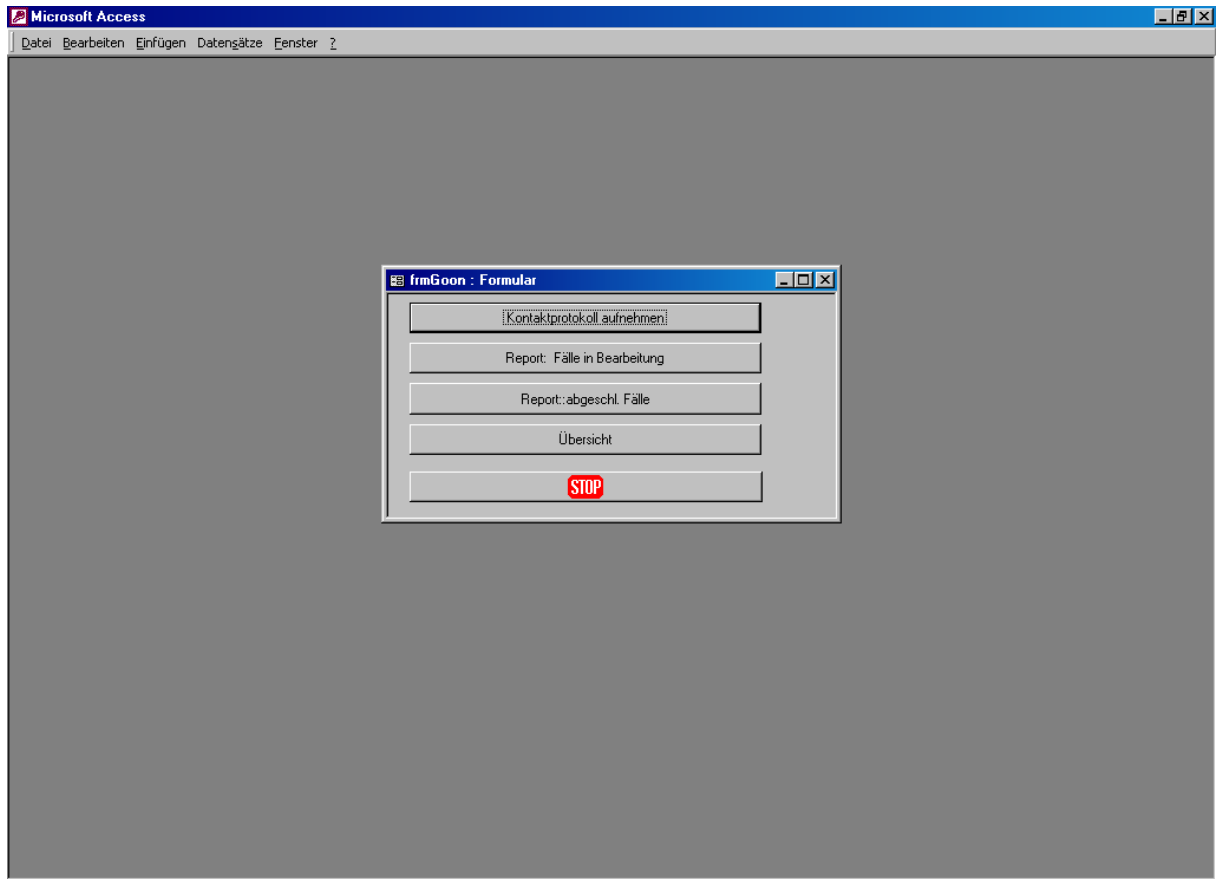 Microsoft Access
Datei Bearbeiten Einfügen Datensätze Fenster ?
frmGoon : Formular
Kontaktprotokoll aufnehmen
Report: Fälle in Bearbeitung
Report::abgeschl. Fälle
Übersicht
STOP